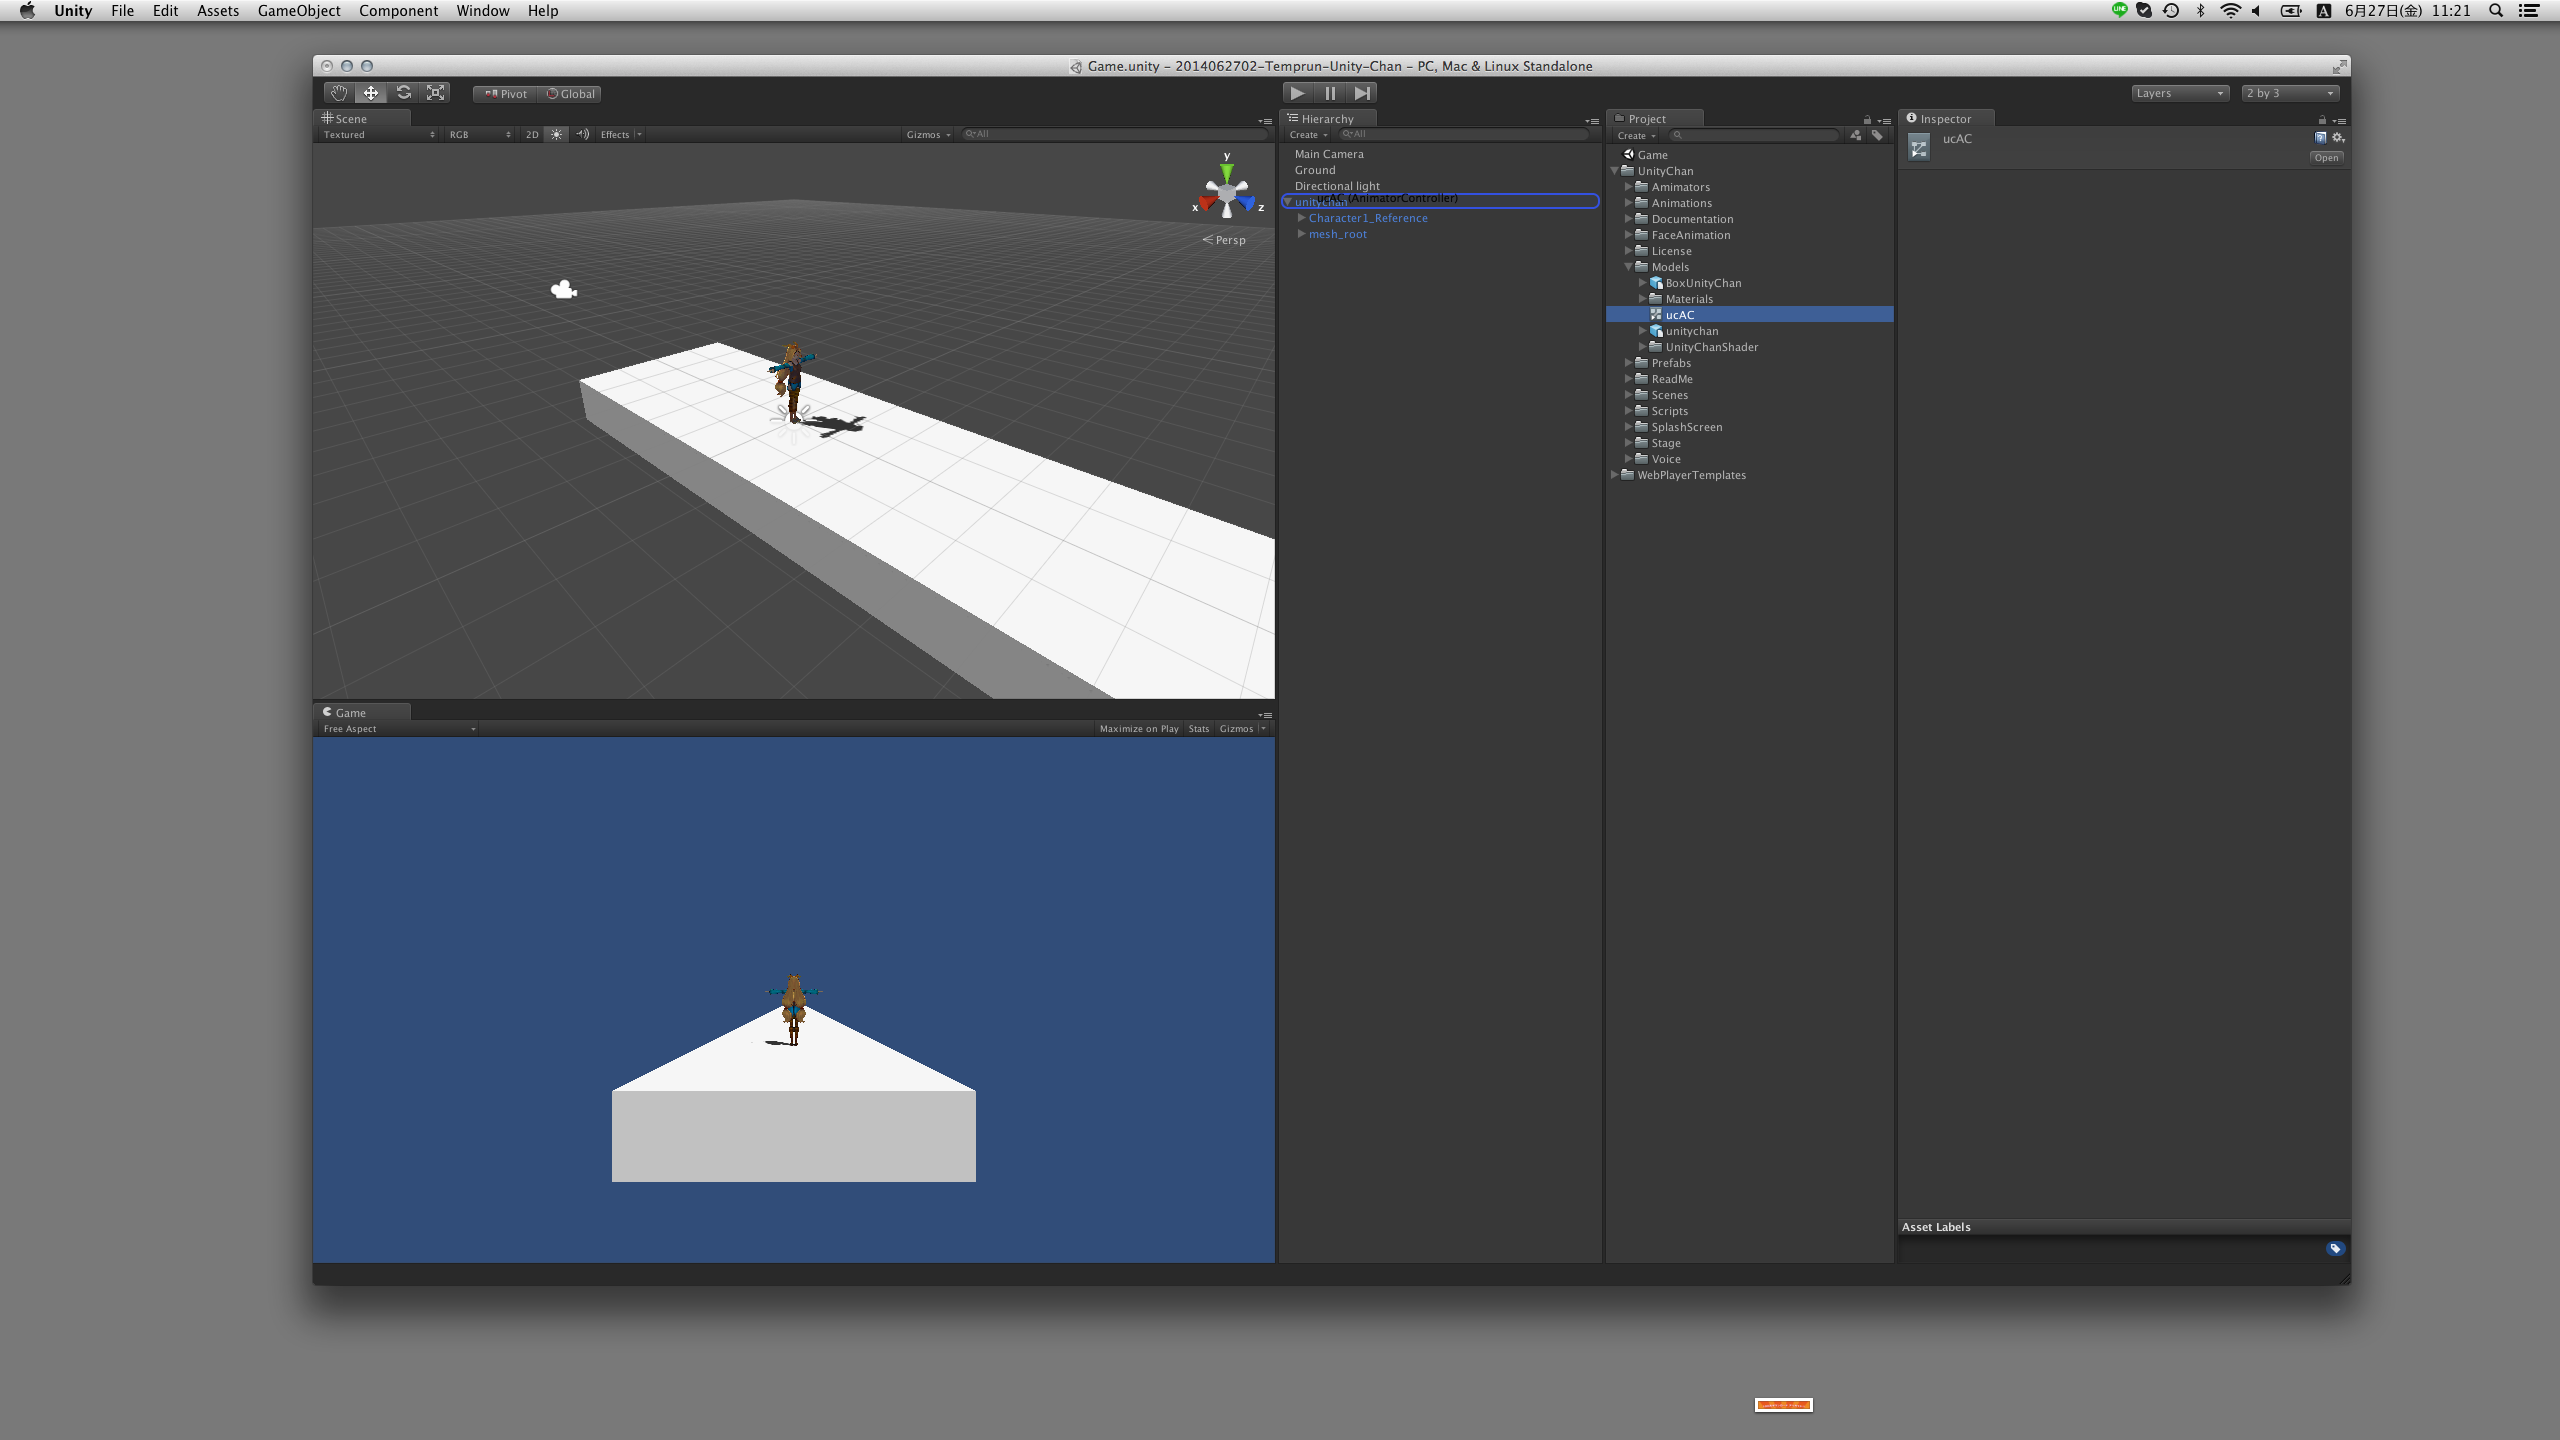 Unity File Edit Assets GameObject Component Window Help
LINE A 6月27日(金) 11:21
Game.unity – 2014062702-Temprun-Unity-Chan – PC, Mac & Linux Standalone
Pivot Global
Layers 2 by 3
Scene
Textured RGB 2D Effects Gizmos All
y
x z
Persp
Game
Free Aspect Maximize on Play Stats Gizmos
Hierarchy
Create All
Main Camera
Ground
Directional light
unitychan
ucAC (AnimatorController)
Character1_Reference
mesh_root
Project
Create
Game
UnityChan
Amimators
Animations
Documentation
FaceAnimation
License
Models
BoxUnityChan
Materials
ucAC
unitychan
UnityChanShader
Prefabs
ReadMe
Scenes
Scripts
SplashScreen
Stage
Voice
WebPlayerTemplates
Inspector
ucAC
Open
Asset Labels